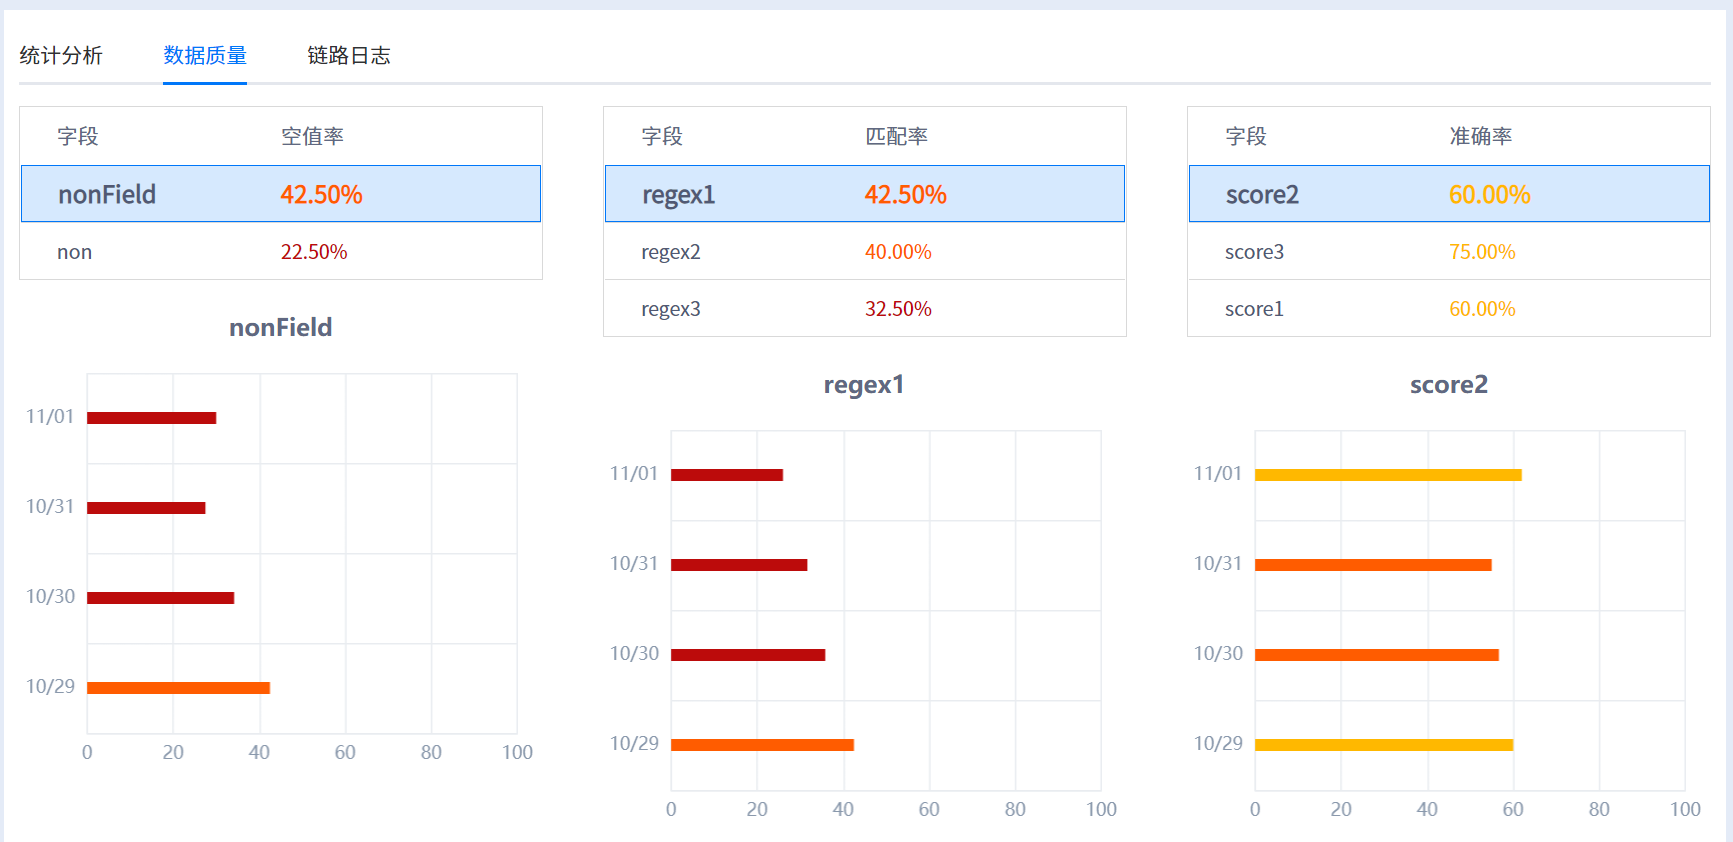 统计分析 数据质量 链路日志
字段 空值率
nonField 42.50%
non 22.50%
nonField
11/01
10/31
10/30
10/29
0 20 40 60 80 100
字段 匹配率
regex1 42.50%
regex2 40.00%
regex3 32.50%
regex1
11/01
10/31
10/30
10/29
0 20 40 60 80 100
字段 准确率
score2 60.00%
score3 75.00%
score1 60.00%
score2
11/01
10/31
10/30
10/29
0 20 40 60 80 100